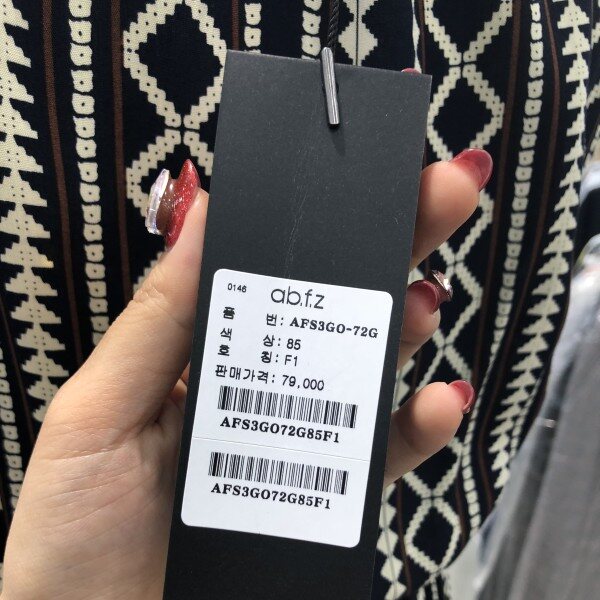 0146 ab.f.z
품 번: AFS3GO-72G
색 상: 85
호 칭: F1
판매가격: 79,000
AFS3GO72G85F1
AFS3GO72G85F1